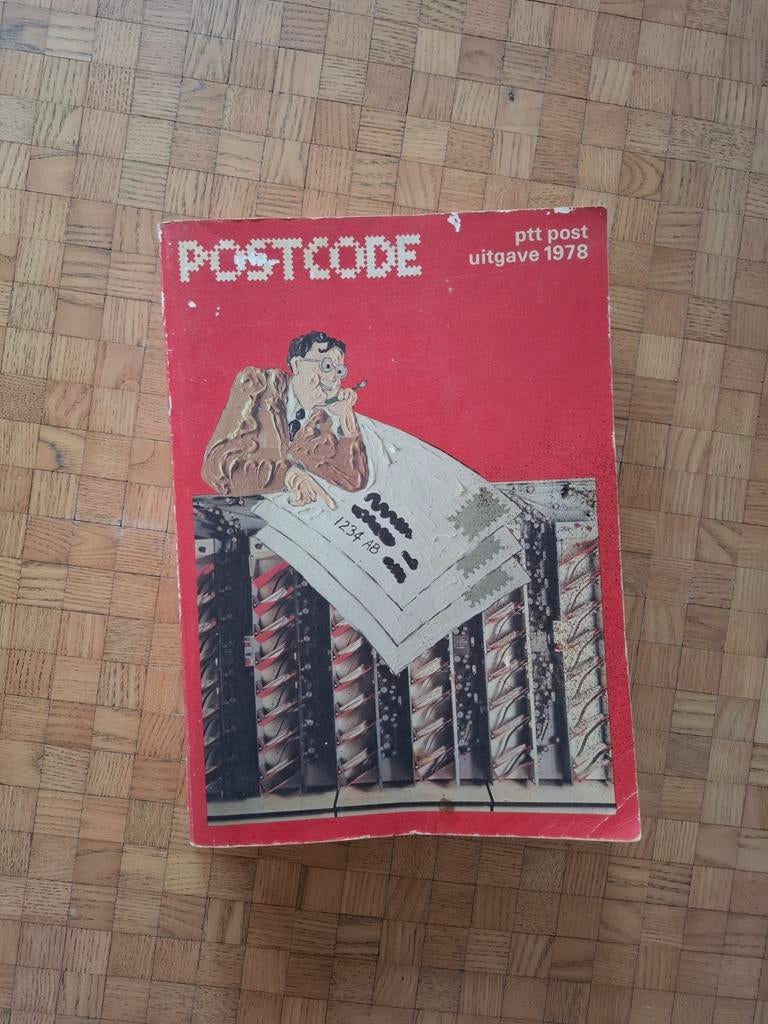 POSTCODE
ptt post
uitgave 1978
1234 AB